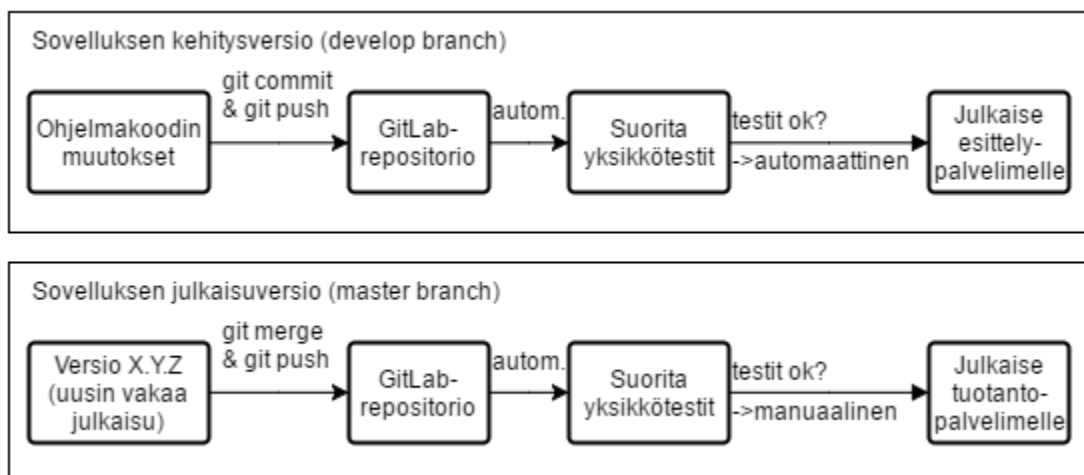 Sovelluksen kehitysversio (develop branch)
git commit
& git push
autom.
testit ok?
->automaattinen
Ohjelmakoodin
muutokset
GitLab-
repositorio
Suorita
yksikkötestit
Julkaise
esittely-
palvelimelle
Sovelluksen julkaisuversio (master branch)
git merge
& git push
autom.
testit ok?
->manuaalinen
Versio X.Y.Z
(uusin vakaa
julkaisu)
GitLab-
repositorio
Suorita
yksikkötestit
Julkaise
tuotanto-
palvelimelle